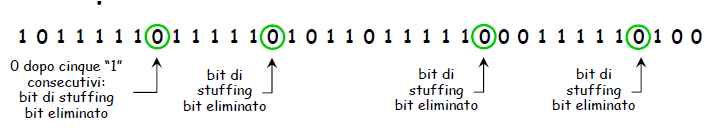 1 0 1 1 1 1 1 0 1 1 1 1 1 0 1 0 1 1 0 1 1 1 1 1 0 0 0 1 1 1 1 1 0 1 0 0
0 dopo cinque "1"
consecutivi:
bit di stuffing
bit eliminato
bit di
stuffing
bit eliminato
bit di
stuffing
bit eliminato
bit di
stuffing
bit eliminato